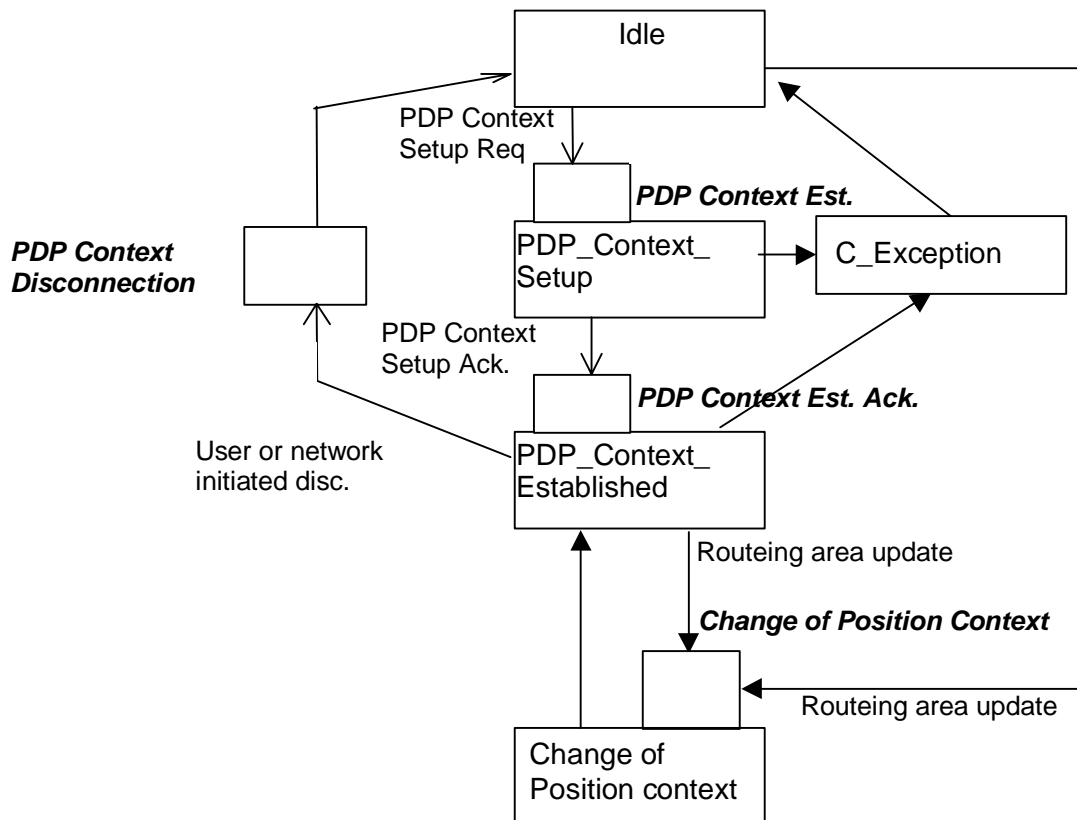 Idle
PDP Context
Setup Req
PDP Context Est.
PDP Context
Disconnection
PDP_Context_
Setup
C_Exception
PDP Context
Setup Ack.
PDP Context Est. Ack.
User or network
initiated disc.
PDP_Context_
Established
Routeing area update
Change of Position Context
Routeing area update
Change of
Position context